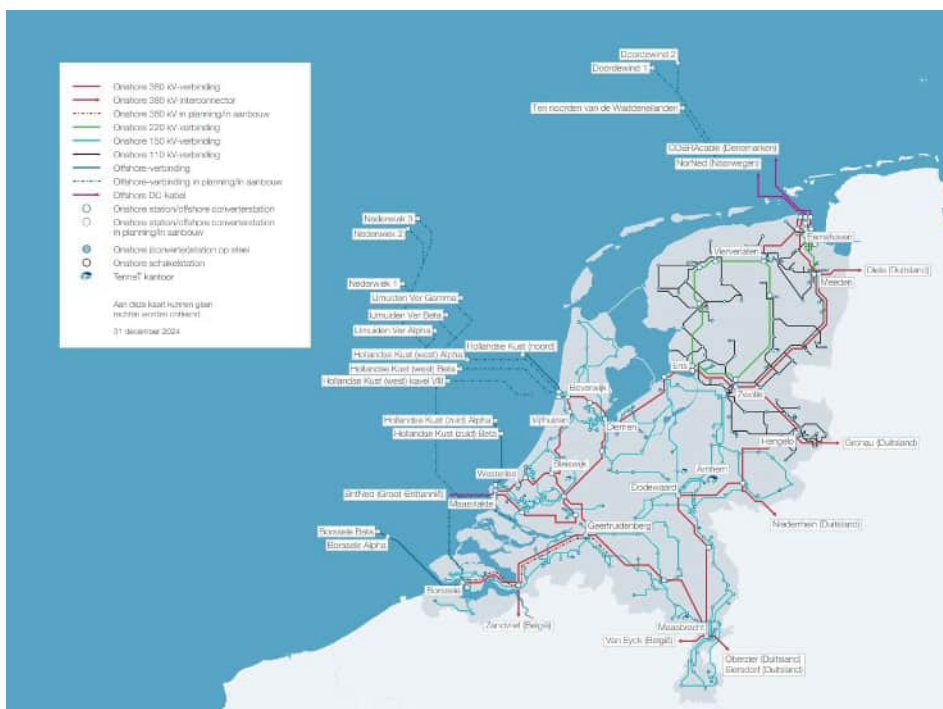 Onshore 380 kV-verbinding
Onshore 380 kV-interconnector
Onshore 380 kV in planning/in aanbouw
Onshore 220 kV-verbinding
Onshore 150 kV-verbinding
Onshore 110 kV-verbinding
Offshore-verbinding
Offshore-verbinding in planning/in aanbouw
Offshore DC-kabel
Onshore station/offshore converterstation
Onshore station/offshore converterstation
in planning/in aanbouw
Onshore (converter)station op steel
Onshore schakelstation
TenneT kantoor
Aan deze kaart kunnen geen
rechten worden ontleend
31 december 2024
Doordewind 2
Doordewind 1
Ten noorden van de Waddeneilanden
COBRAcable (Denemarken)
NorNed (Noorwegen)
Eemshaven
Vierverlaten
Meeden
Diele (Duitsland)
Nederwiek 3
Nederwiek 2
Nederwiek 1
IJmuiden Ver Gamma
IJmuiden Ver Beta
IJmuiden Ver Alpha
Hollandse Kust (noord)
Hollandse Kust (west) Alpha
Hollandse Kust (west) Beta
Hollandse Kust (west) kavel VIII
Ens
Zwolle
Beverwijk
Hollandse Kust (zuid) Alpha
Hollandse Kust (zuid) Beta
Vijfhuizen
Diemen
Hengelo
Gronau (Duitsland)
Bleiswijk
Westerlee
Arnhem
Dodewaard
BritNed (Groot-Brittannië)
Maasvlakte
Niederrhein (Duitsland)
Geertruidenberg
Borssele Beta
Borssele Alpha
Borssele
Zandvliet (België)
Maasbracht
Van Eyck (België)
Oberzier (Duitsland)
Siersdorf (Duitsland)